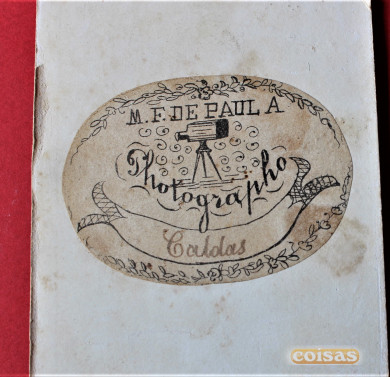 M. F. DE PAULA
Photographo
Caldas
coisas